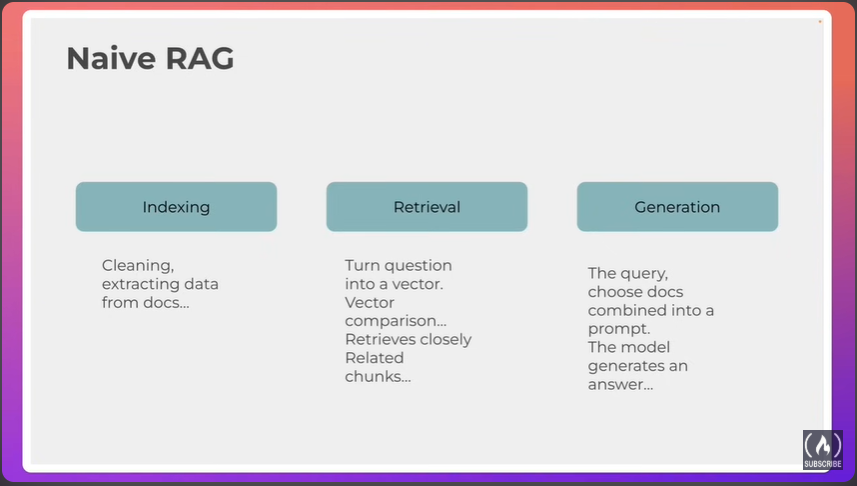 Naive RAG
Indexing
Cleaning,
extracting data
from docs...
Retrieval
Turn question
into a vector.
Vector
comparison...
Retrieves closely
Related
chunks...
Generation
The query,
choose docs
combined into a
prompt.
The model
generates an
answer...
SUBSCRIBE